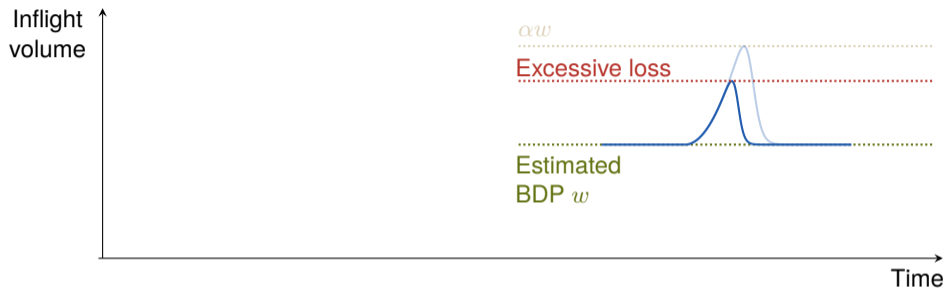 Inflight
volume
αw
Excessive loss
Estimated
BDP w
Time